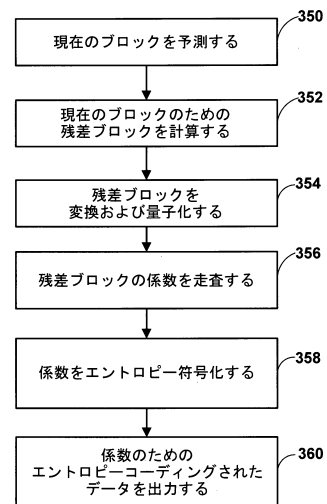 350
現在のブロックを予測する
352
現在のブロックのための
残差ブロックを計算する
354
残差ブロックを
変換および量子化する
356
残差ブロックの係数を走査する
358
係数をエントロピー符号化する
360
係数のための
エントロピーコーディングされた
データを出力する